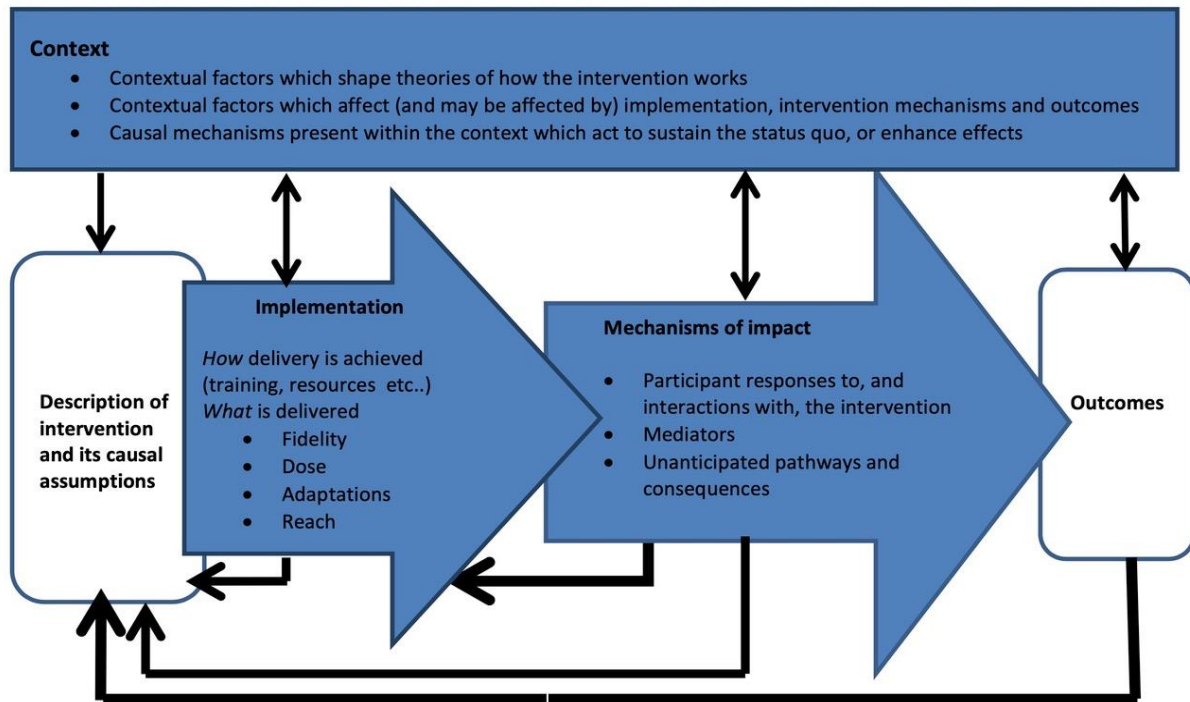 Context
• Contextual factors which shape theories of how the intervention works
• Contextual factors which affect (and may be affected by) implementation, intervention mechanisms and outcomes
• Causal mechanisms present within the context which act to sustain the status quo, or enhance effects
Description of
intervention
and its causal
assumptions
Implementation
How delivery is achieved
(training, resources etc..)
What is delivered
• Fidelity
• Dose
• Adaptations
• Reach
Mechanisms of impact
• Participant responses to, and
interactions with, the intervention
• Mediators
• Unanticipated pathways and
consequences
Outcomes